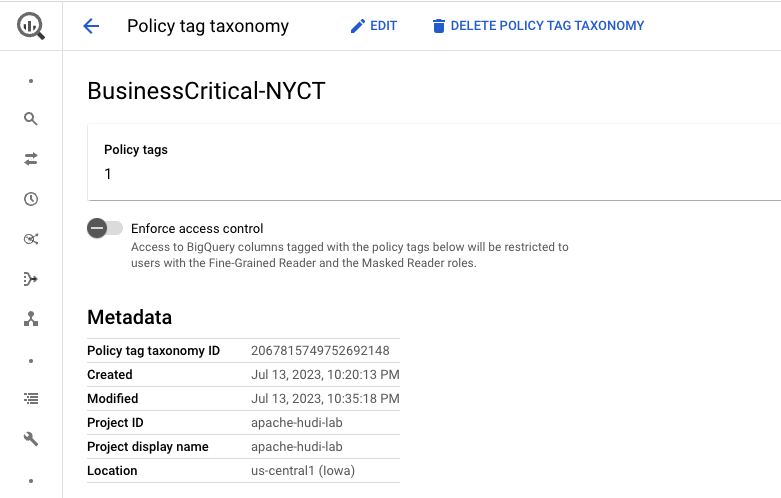 Policy tag taxonomy EDIT DELETE POLICY TAG TAXONOMY
BusinessCritical-NYCT
Policy tags
1
Enforce access control
Access to BigQuery columns tagged with the policy tags below will be restricted to
users with the Fine-Grained Reader and the Masked Reader roles.
Metadata
Policy tag taxonomy ID 2067815749752692148
Created Jul 13, 2023, 10:20:13 PM
Modified Jul 13, 2023, 10:35:18 PM
Project ID apache-hudi-lab
Project display name apache-hudi-lab
Location us-central1 (Iowa)